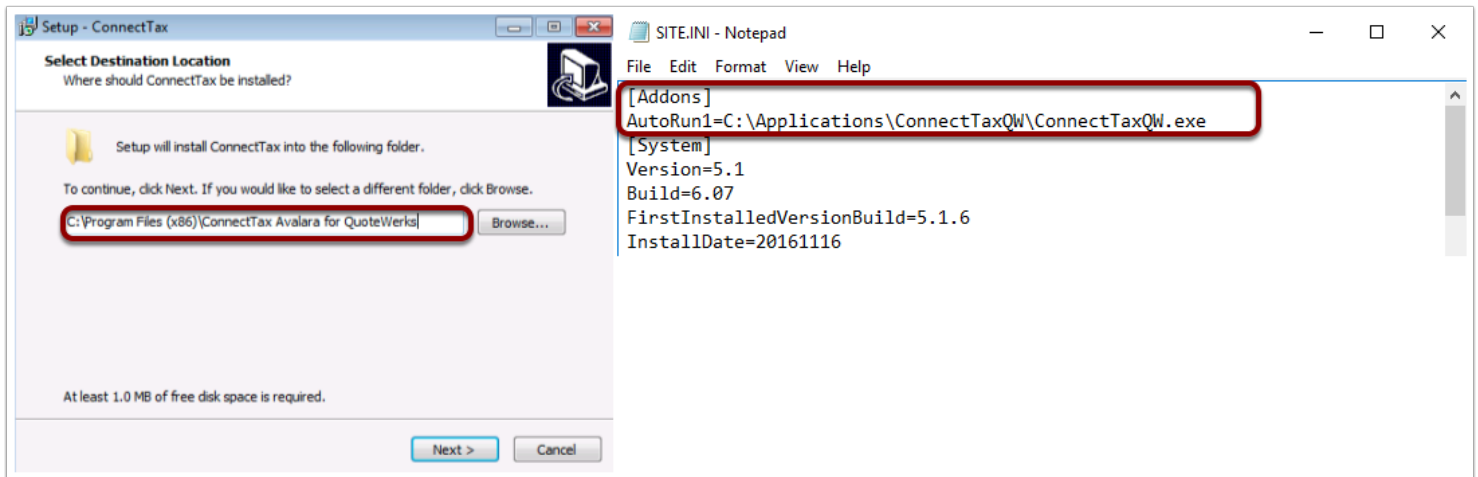 Setup - ConnectTax
Select Destination Location
Where should ConnectTax be installed?
Setup will install ConnectTax into the following folder.
To continue, click Next. If you would like to select a different folder, click Browse.
C:\Program Files (x86)\ConnectTax Avalara for QuoteWerks
Browse...
At least 1.0 MB of free disk space is required.
Next >
Cancel
SITE.INI - Notepad
File Edit Format View Help
[Addons]
AutoRun1=C:\Applications\ConnectTaxQW\ConnectTaxQW.exe
[System]
Version=5.1
Build=6.07
FirstInstalledVersionBuild=5.1.6
InstallDate=20161116